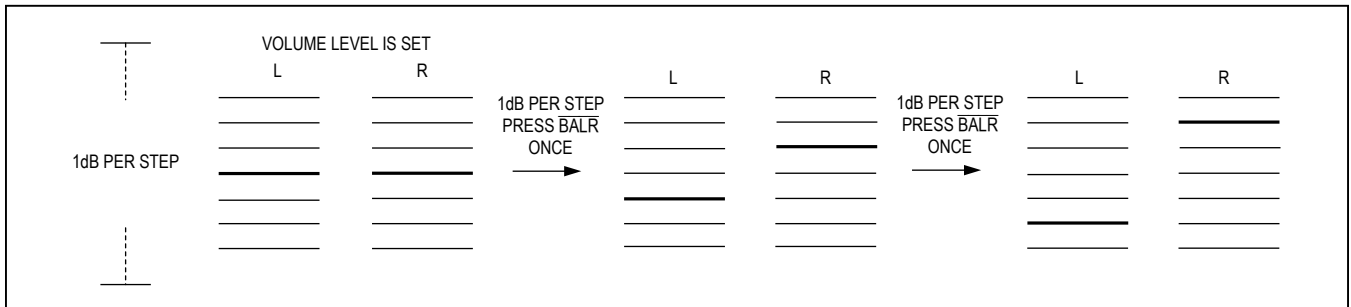 VOLUME LEVEL IS SET
L R
1dB PER STEP
1dB PER STEP
PRESS BALR
ONCE
L R
1dB PER STEP
PRESS BALR
ONCE
L R